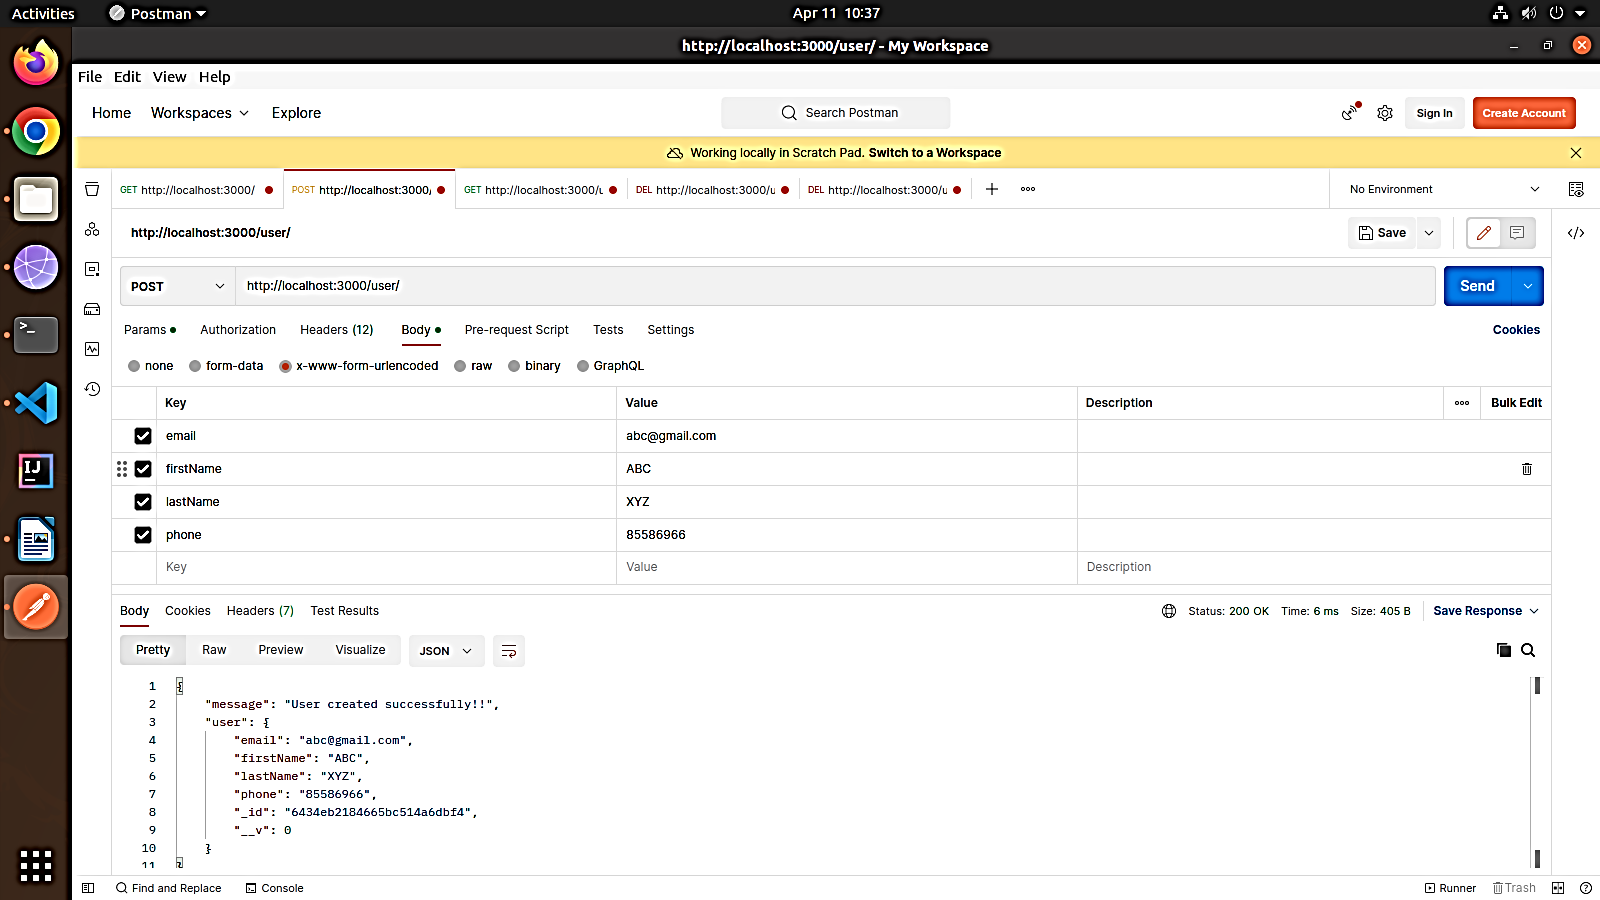 Activities Postman Apr 11 10:37
http://localhost:3000/user/ - My Workspace
File Edit View Help
Home Workspaces Explore Search Postman Sign In Create Account
Working locally in Scratch Pad. Switch to a Workspace
GET http://localhost:3000/ POST http://localhost:3000/ GET http://localhost:3000/u DEL http://localhost:3000/u DEL http://localhost:3000/u No Environment
http://localhost:3000/user/ Save
POST http://localhost:3000/user/ Send
Params Authorization Headers (12) Body Pre-request Script Tests Settings Cookies
none form-data x-www-form-urlencoded raw binary GraphQL
Key Value Description Bulk Edit
email abc@gmail.com
firstName ABC
lastName XYZ
phone 85586966
Key Value Description
Body Cookies Headers (7) Test Results Status: 200 OK Time: 6 ms Size: 405 B Save Response
Pretty Raw Preview Visualize JSON
1 {
2 "message": "User created successfully!!",
3 "user": {
4 "email": "abc@gmail.com",
5 "firstName": "ABC",
6 "lastName": "XYZ",
7 "phone": "85586966",
8 "_id": "6434eb2184665bc514a6dbf4",
9 "__v": 0
10 }
11 }
Find and Replace Console Runner Trash